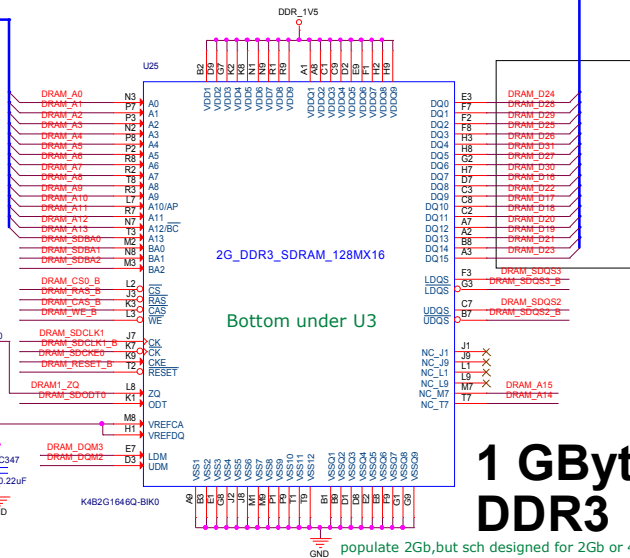 DDR_1V5
U25
B2 D9 G7 K2 K8 N1 N9 R1 R9 A1 A8 C1 C9 D2 E9 F1 H2 H9
VDD1 VDD2 VDD3 VDD4 VDD5 VDD6 VDD7 VDD8 VDD9 VDDQ1 VDDQ2 VDDQ3 VDDQ4 VDDQ5 VDDQ6 VDDQ7 VDDQ8 VDDQ9
DRAM_A0 N3 A0
DRAM_A1 P7 A1
DRAM_A2 P3 A2
DRAM_A3 N2 A3
DRAM_A4 P8 A4
DRAM_A5 P2 A5
DRAM_A6 R8 A6
DRAM_A7 R2 A7
DRAM_A8 T8 A8
DRAM_A9 R3 A9
DRAM_A10 L7 A10/AP
DRAM_A11 R7 A11
DRAM_A12 N7 A12/BC
DRAM_A13 T3 A13
DRAM_SDBA0 M2 BA0
DRAM_SDBA1 N8 BA1
DRAM_SDBA2 M3 BA2
DRAM_CS0_B L2 CS
DRAM_RAS_B J3 RAS
DRAM_CAS_B K3 CAS
DRAM_WE_B L3 WE
DRAM_SDCLK1 J7 CK
DRAM_SDCLK1_B K7 CK
DRAM_SDCKE0 K9 CKE
DRAM_RESET_B T2 RESET
DRAM1_ZQ L8 ZQ
DRAM_SDODT0 K1 ODT
M8 VREFCA
H1 VREFDQ
DRAM_DQM3 E7 LDM
DRAM_DQM2 D3 UDM
C347
0.22uF
2G_DDR3_SDRAM_128MX16
Bottom under U3
DQ0 E3 DRAM_D24
DQ1 F7 DRAM_D28
DQ2 F2 DRAM_D29
DQ3 F8 DRAM_D25
DQ4 H3 DRAM_D26
DQ5 H8 DRAM_D31
DQ6 G2 DRAM_D27
DQ7 H7 DRAM_D30
DQ8 D7 DRAM_D16
DQ9 C3 DRAM_D22
DQ10 C8 DRAM_D17
DQ11 C2 DRAM_D18
DQ12 A7 DRAM_D20
DQ13 A2 DRAM_D19
DQ14 B8 DRAM_D21
DQ15 A3 DRAM_D23
LDQS F3 DRAM_SDQS3
LDQS G3 DRAM_SDQS3_B
UDQS C7 DRAM_SDQS2
UDQS B7 DRAM_SDQS2_B
NC_J1 J1
NC_J9 J9
NC_L1 L1
NC_L9 L9
NC_M7 M7 DRAM_A15
NC_T7 T7 DRAM_A14
VSS1 VSS2 VSS3 VSS4 VSS5 VSS6 VSS7 VSS8 VSS9 VSS10 VSS11 VSS12 VSSQ1 VSSQ2 VSSQ3 VSSQ4 VSSQ5 VSSQ6 VSSQ7 VSSQ8 VSSQ9
A9 B3 E1 G8 J2 J8 M1 M9 P1 P9 T1 T9 B1 B9 D1 D8 E2 E8 F9 G1 G9
K4B2G1646Q-BIK0
GND
1 GByt
DDR3
populate 2Gb,but sch designed for 2Gb or